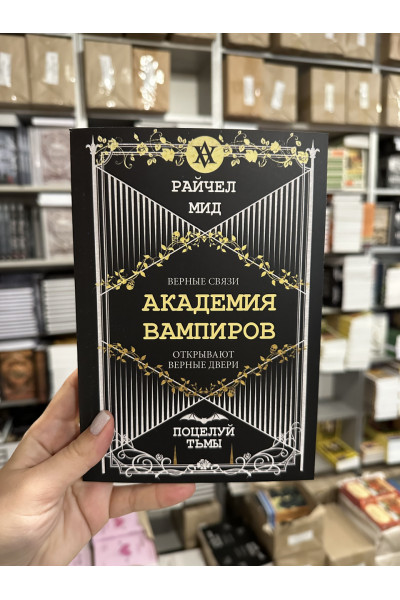 РАЙЧЕЛ
МИД
ВЕРНЫЕ СВЯЗИ
АКАДЕМИЯ
ВАМПИРОВ
ОТКРЫВАЮТ
ВЕРНЫЕ ДВЕРИ
ПОЦЕЛУЙ
ТЬМЫ